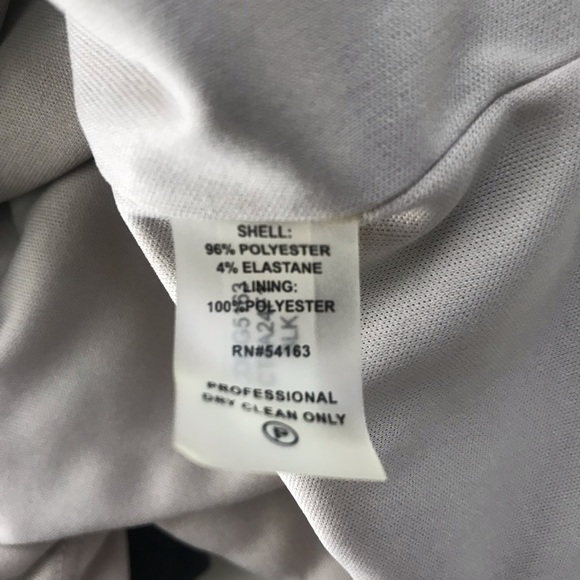 SHELL:
96% POLYESTER
4% ELASTANE
LINING:
100%POLYESTER
RN#54163
PROFESSIONAL
DRY CLEAN ONLY
P